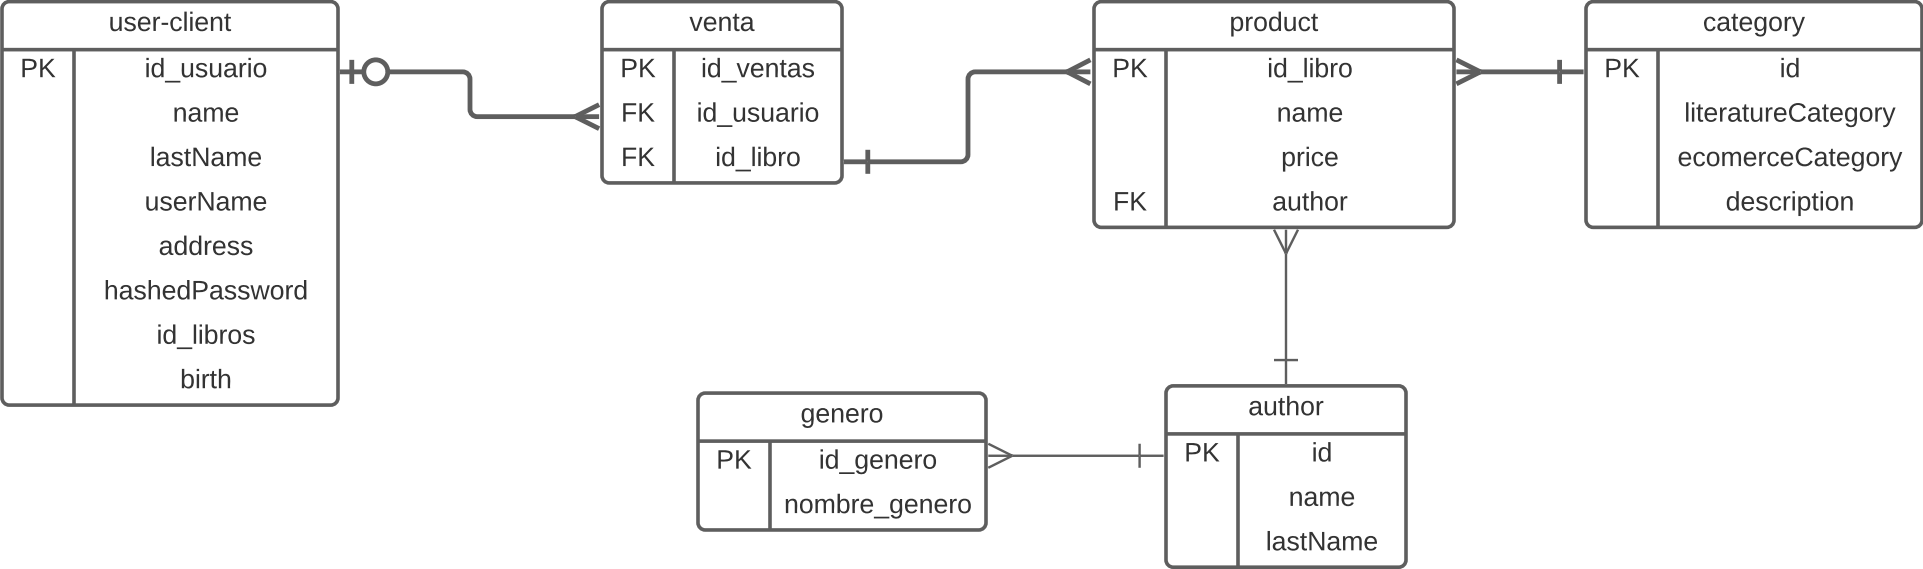 user-client
PK id_usuario
name
lastName
userName
address
hashedPassword
id_libros
birth
venta
PK id_ventas
FK id_usuario
FK id_libro
product
PK id_libro
name
price
FK author
category
PK id
literatureCategory
ecomerceCategory
description
genero
PK id_genero
nombre_genero
author
PK id
name
lastName